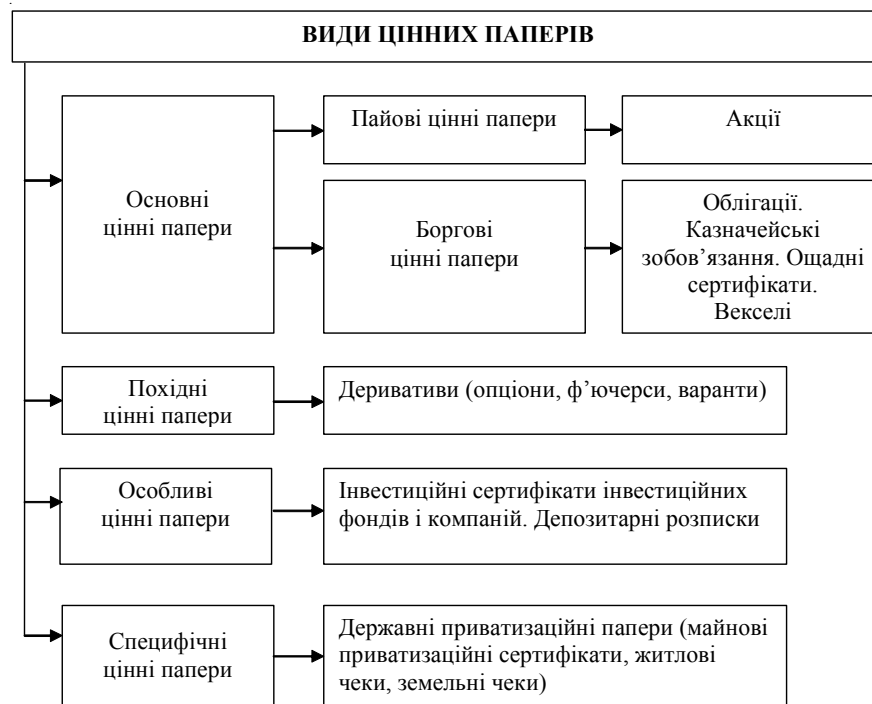 ВИДИ ЦІННИХ ПАПЕРІВ
Основні
цінні папери
Пайові цінні папери
Акції
Боргові
цінні папери
Облігації.
Казначейські
зобов’язання. Ощадні
сертифікати.
Векселі
Похідні
цінні папери
Деривативи (опціони, ф’ючерси, варанти)
Особливі
цінні папери
Інвестиційні сертифікати інвестиційних
фондів і компаній. Депозитарні розписки
Специфічні
цінні папери
Державні приватизаційні папери (майнові
приватизаційні сертифікати, житлові
чеки, земельні чеки)